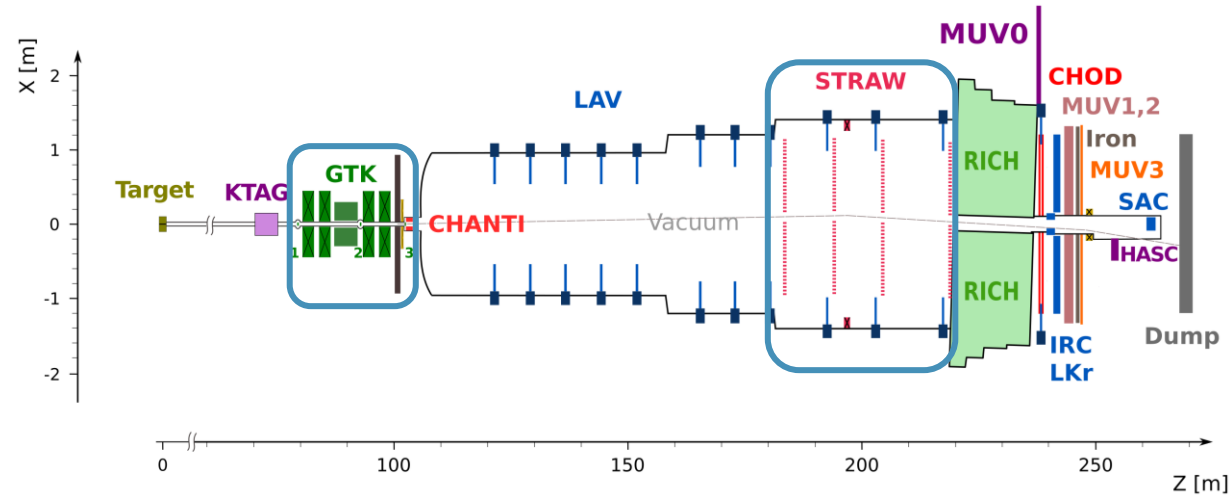 X [m]
2
1
0
-1
-2
Target
KTAG
GTK
1
2
3
CHANTI
LAV
Vacuum
STRAW
RICH
RICH
MUV0
CHOD
MUV1,2
Iron
MUV3
SAC
HASC
IRC
LKr
Dump
0
100
150
200
250
Z [m]